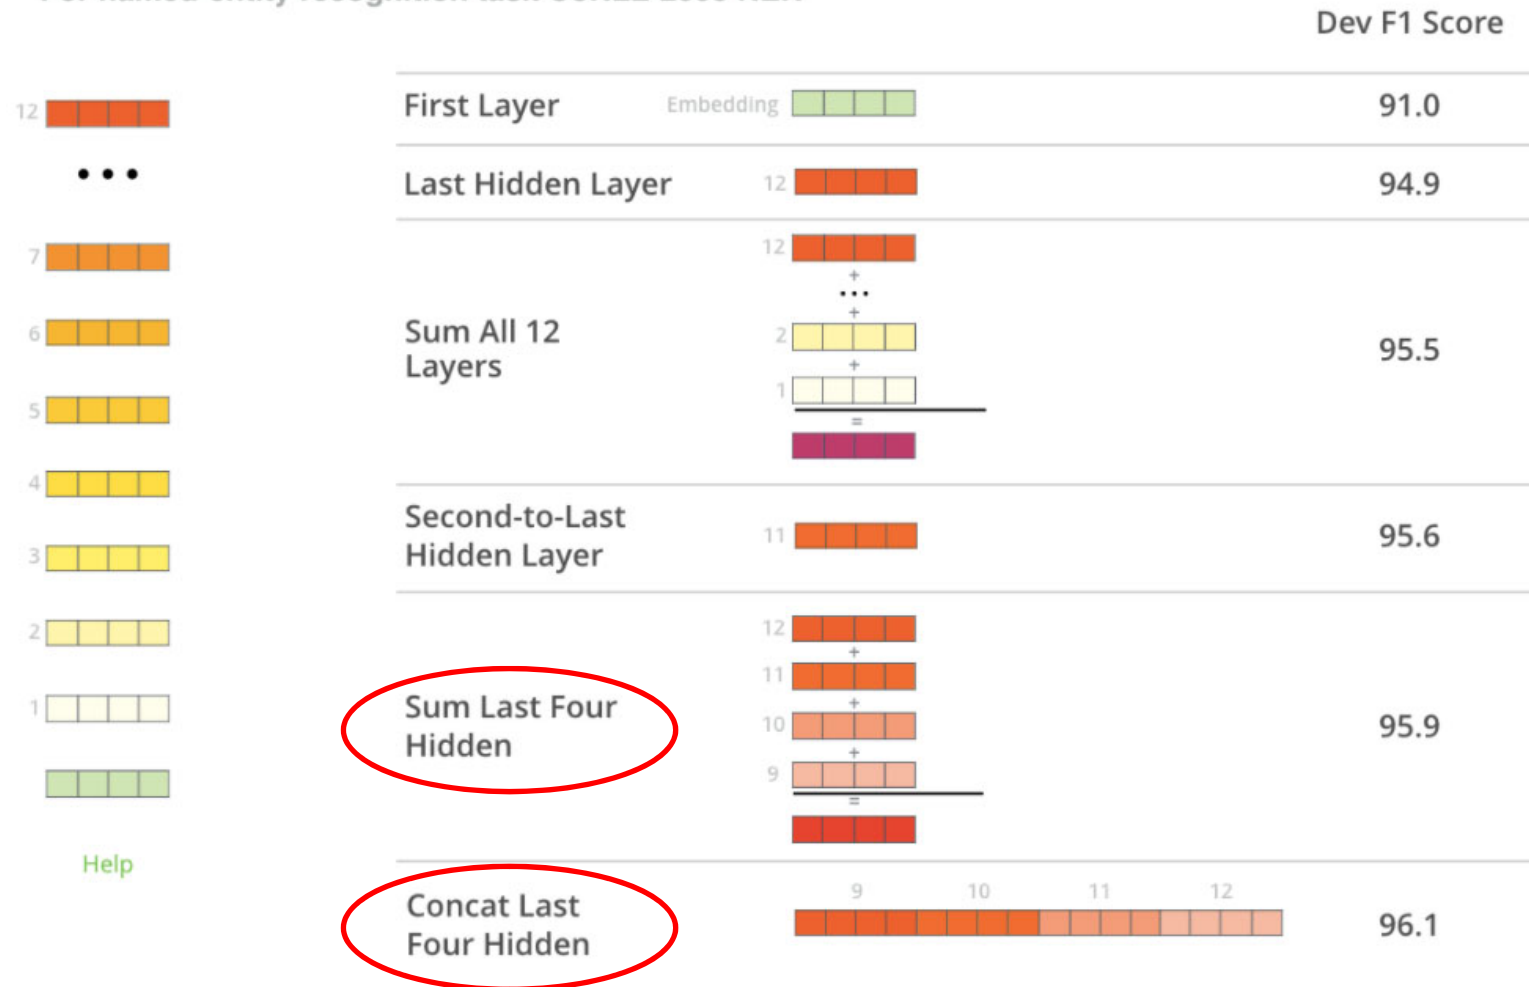 Dev F1 Score
12
7
6
5
4
3
2
1
Help
First Layer Embedding 91.0
Last Hidden Layer 12 94.9
Sum All 12
Layers
12
+
...
+
2
+
1
=
95.5
Second-to-Last
Hidden Layer
11
95.6
Sum Last Four
Hidden
12
+
11
+
10
+
9
=
95.9
Concat Last
Four Hidden
9 10 11 12
96.1